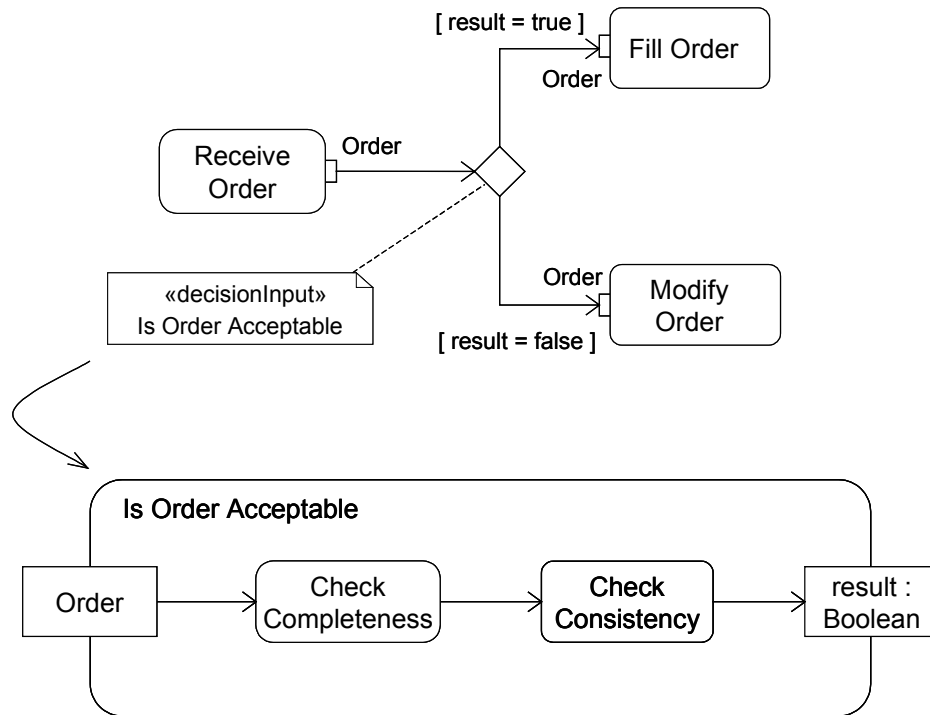 [ result = true ]
Fill Order
Order
Order
Receive
Order
«decisionInput»
Is Order Acceptable
Order
Modify
Order
[ result = false ]
Is Order Acceptable
Order
Check
Completeness
Check
Consistency
result :
Boolean